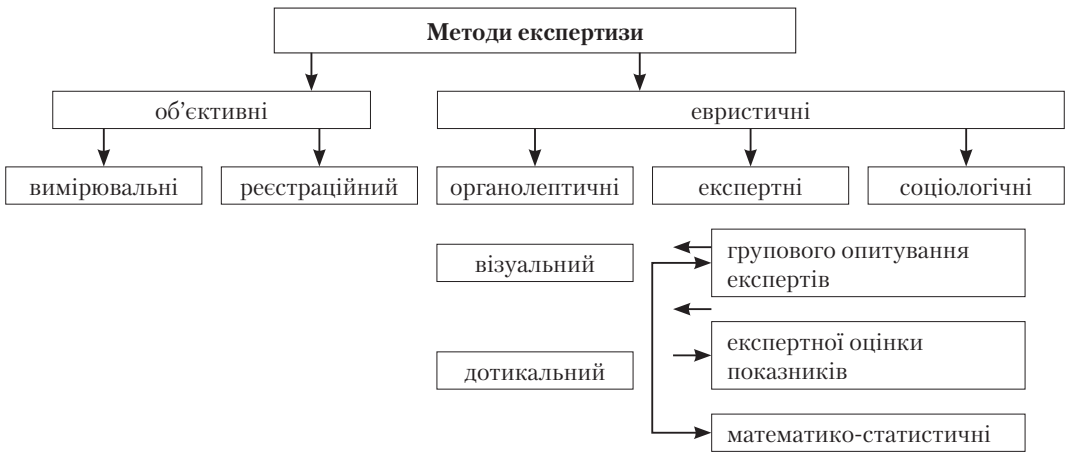 Методи експертизи
об’єктивні
евристичні
вимірювальні
реєстраційний
органолептичні
експертні
соціологічні
візуальний
групового опитування
експертів
дотикальний
експертної оцінки
показників
математико-статистичні